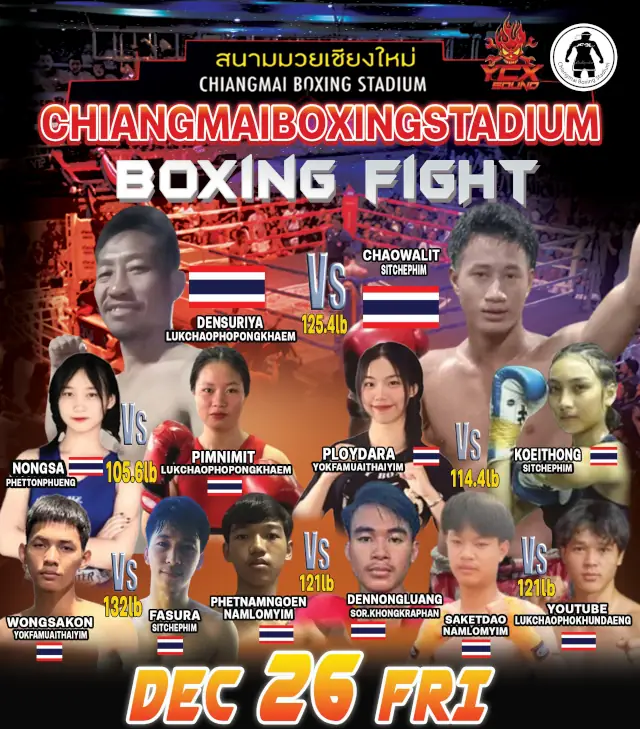 สนามมวยเชียงใหม่
CHIANGMAI BOXING STADIUM
YCX
SOUND
Chiangmai Boxing Stadium
CHIANGMAIBOXINGSTADIUM
BOXING FIGHT
DENSURIYA
LUKCHAOPHOPONGKHAEM
Vs
125.4lb
CHAOWALIT
SITCHEPHIM
NONGSA
PHETTONPHUENG
Vs
105.6lb
PIMNIMIT
LUKCHAOPHOPONGKHAEM
PLOYDARA
YOKFAMUAITHAIYIM
Vs
114.4lb
KOEITHONG
SITCHEPHIM
WONGSAKON
YOKFAMUAITHAIYIM
Vs
132lb
FASURA
SITCHEPHIM
PHETNAMNGOEN
NAMLOMYIM
Vs
121lb
DENNONGLUANG
SOR.KHONGKRAPHAN
SAKETDAO
NAMLOMYIM
Vs
121lb
YOUTUBE
LUKCHAOPHOKHUNDAENG
DEC 26 FRI